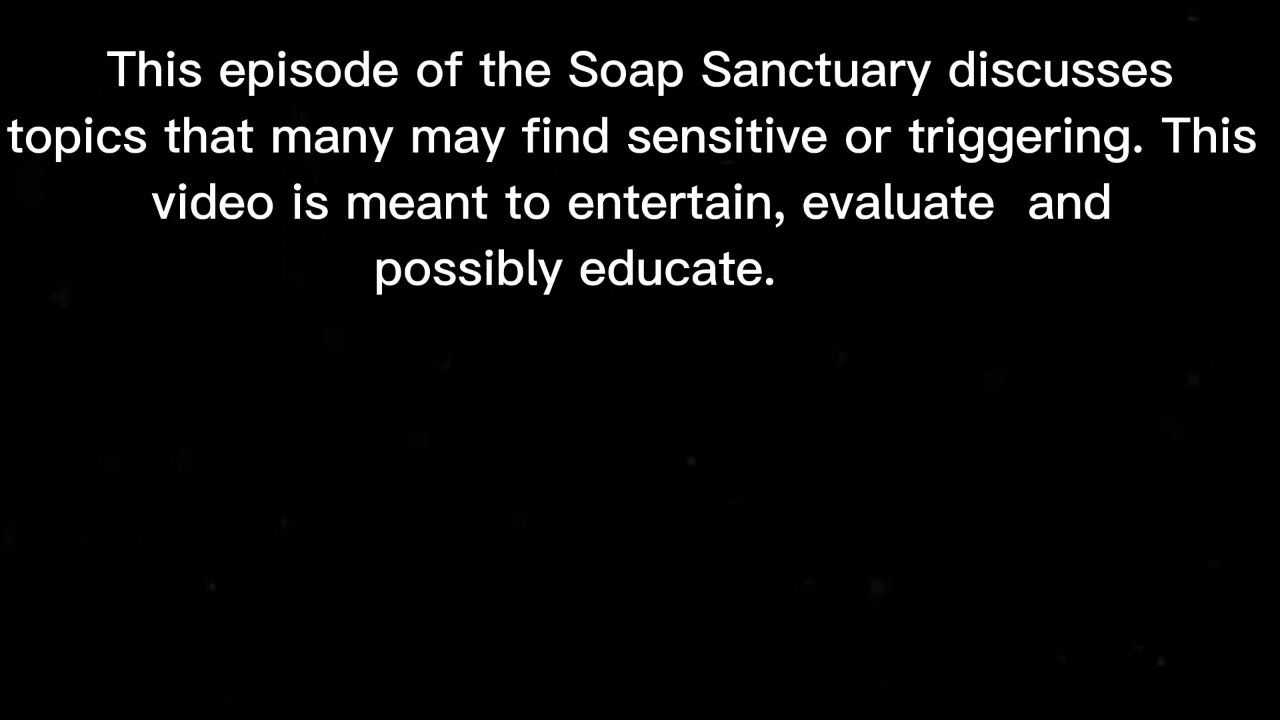 This episode of the Soap Sanctuary discusses
topics that many may find sensitive or triggering. This
video is meant to entertain, evaluate  and
possibly educate.